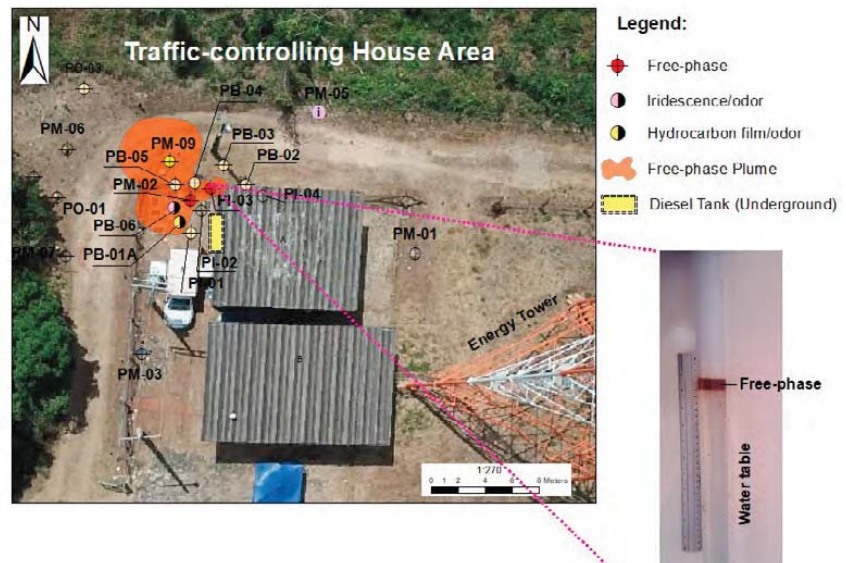 N
Traffic-controlling House Area
PO-03
PB-04
PM-05
i
PM-06
PM-09
PB-03
PB-05
PB-02
PM-02
PI-04
PI-03
PO-01
PB-06
PM-01
PM-07
PB-01A
PI-02
PI-01
A
Energy Tower
B
PM-03
1:270
0 1 2 4 6 8 Meters
Legend:
Free-phase
Iridescence/odor
Hydrocarbon film/odor
Free-phase Plume
Diesel Tank (Underground)
Free-phase
Water table